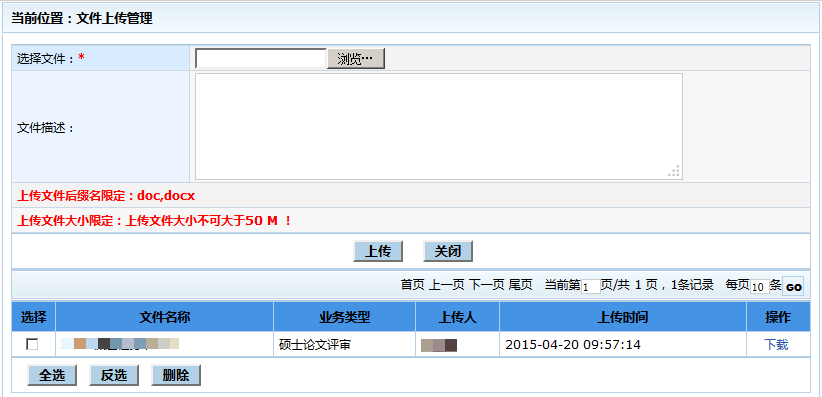 当前位置：文件上传管理
选择文件：* 浏览…
文件描述：
上传文件后缀名限定：doc,docx
上传文件大小限定：上传文件大小不可大于50 M ！
上传 关闭
首页 上一页 下一页 尾页 当前第1页/共 1 页，1条记录 每页10条 GO
选择 文件名称 业务类型 上传人 上传时间 操作
硕士论文评审 2015-04-20 09:57:14 下载
全选 反选 删除